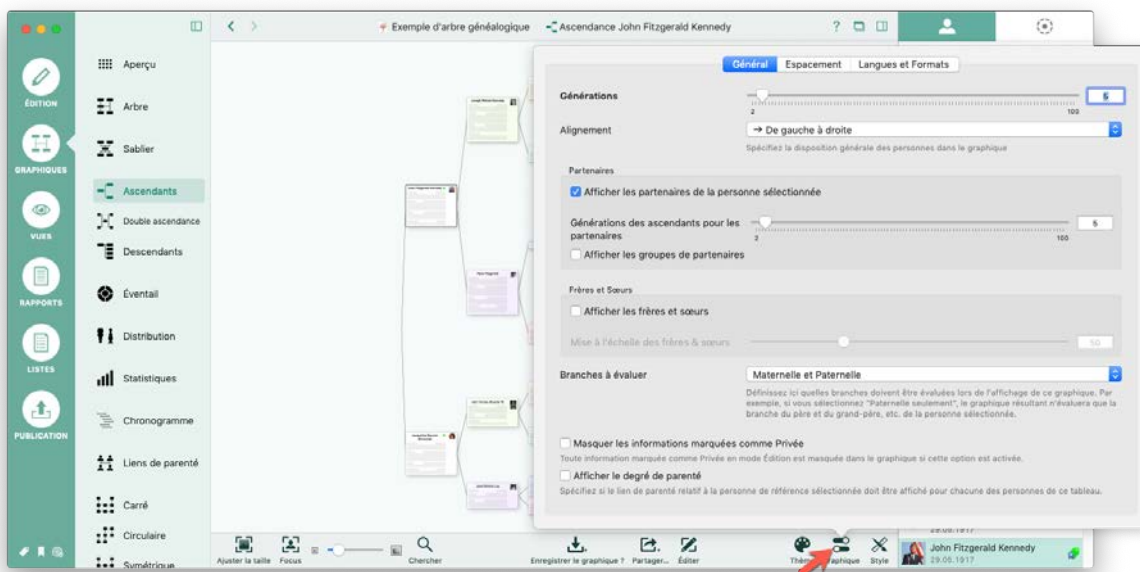 Exemple d'arbre généalogique
Ascendance John Fitzgerald Kennedy
?
ÉDITION
GRAPHIQUES
VUES
RAPPORTS
LISTES
PUBLICATION
Aperçu
Arbre
Sablier
Ascendants
Double ascendance
Descendants
Éventail
Distribution
Statistiques
Chronogramme
Liens de parenté
Carré
Circulaire
Symétrique
Général Espacement Langues et Formats
Générations
5
2 100
Alignement
→ De gauche à droite
Spécifiez la disposition générale des personnes dans le graphique
Partenaires
Afficher les partenaires de la personne sélectionnée
Générations des ascendants pour les
partenaires
5
2 100
Afficher les groupes de partenaires
Frères et Sœurs
Afficher les frères et sœurs
Mise à l'échelle des frères & sœurs
50
Branches à évaluer
Maternelle et Paternelle
Définissez ici quelles branches doivent être évaluées lors de l'affichage de ce graphique. Par
exemple, si vous sélectionnez "Paternelle seulement", le graphique résultant n'évaluera que la
branche du père et du grand-père, etc. de la personne sélectionnée.
Masquer les informations marquées comme Privée
Toute information marquée comme Privée en mode Édition est masquée dans le graphique si cette option est activée.
Afficher le degré de parenté
Spécifiez si le lien de parenté relatif à la personne de référence sélectionnée doit être affiché pour chacune des personnes de ce tableau.
Ajuster la taille Focus Chercher Enregistrer le graphique ? Partager... Éditer Style
29.05.1917
John Fitzgerald Kennedy
29.05.1917